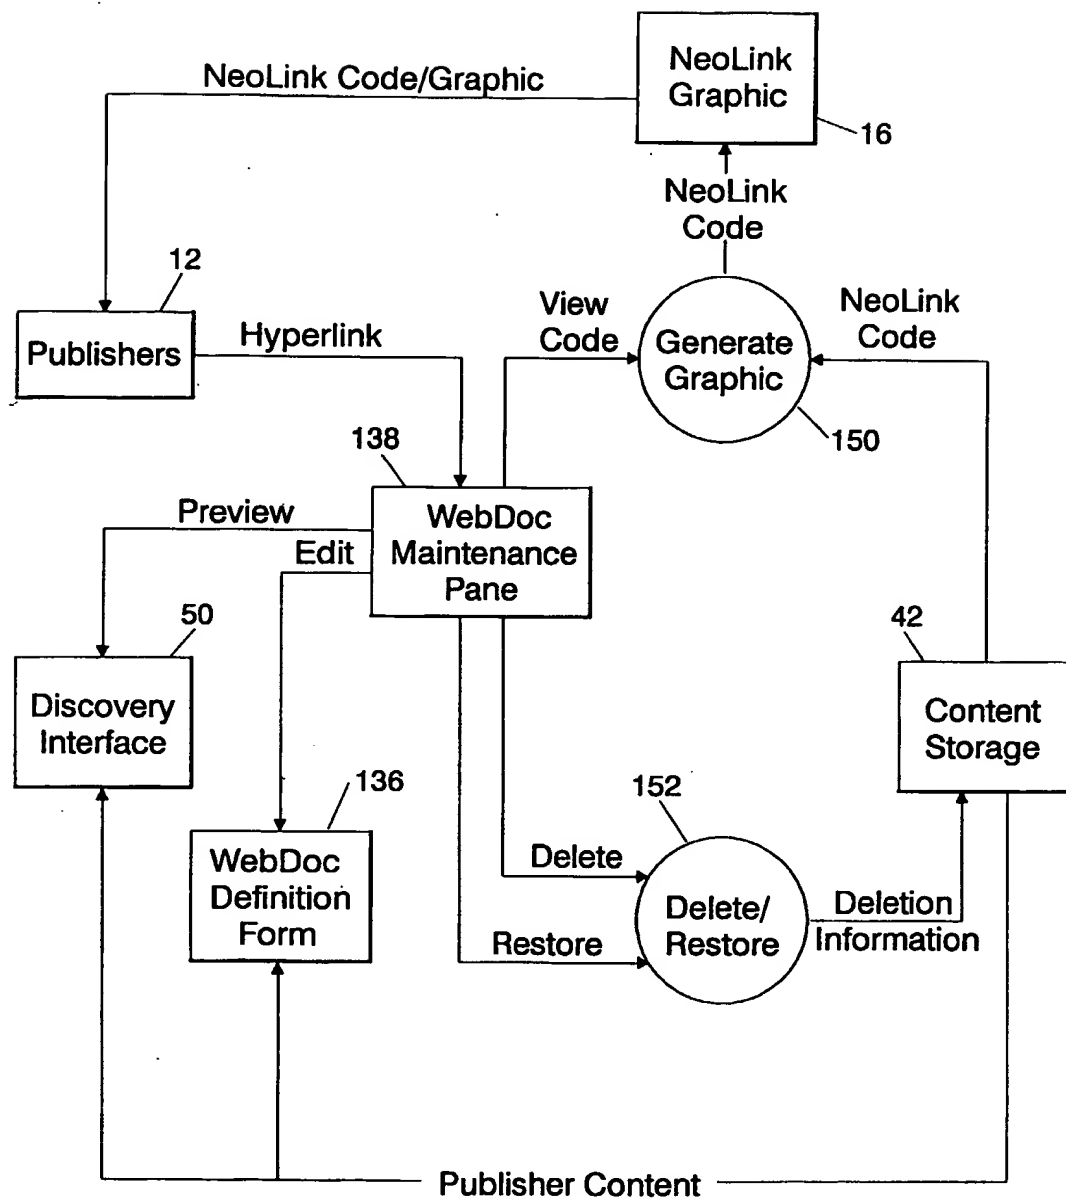 NeoLink Code/Graphic
NeoLink
Graphic
16
NeoLink
Code
12
Publishers
Hyperlink
View
Code
Generate
Graphic
150
NeoLink
Code
138
WebDoc
Maintenance
Pane
Preview
Edit
50
Discovery
Interface
42
Content
Storage
136
WebDoc
Definition
Form
152
Delete
Restore
Delete/
Restore
Deletion
Information
Publisher Content